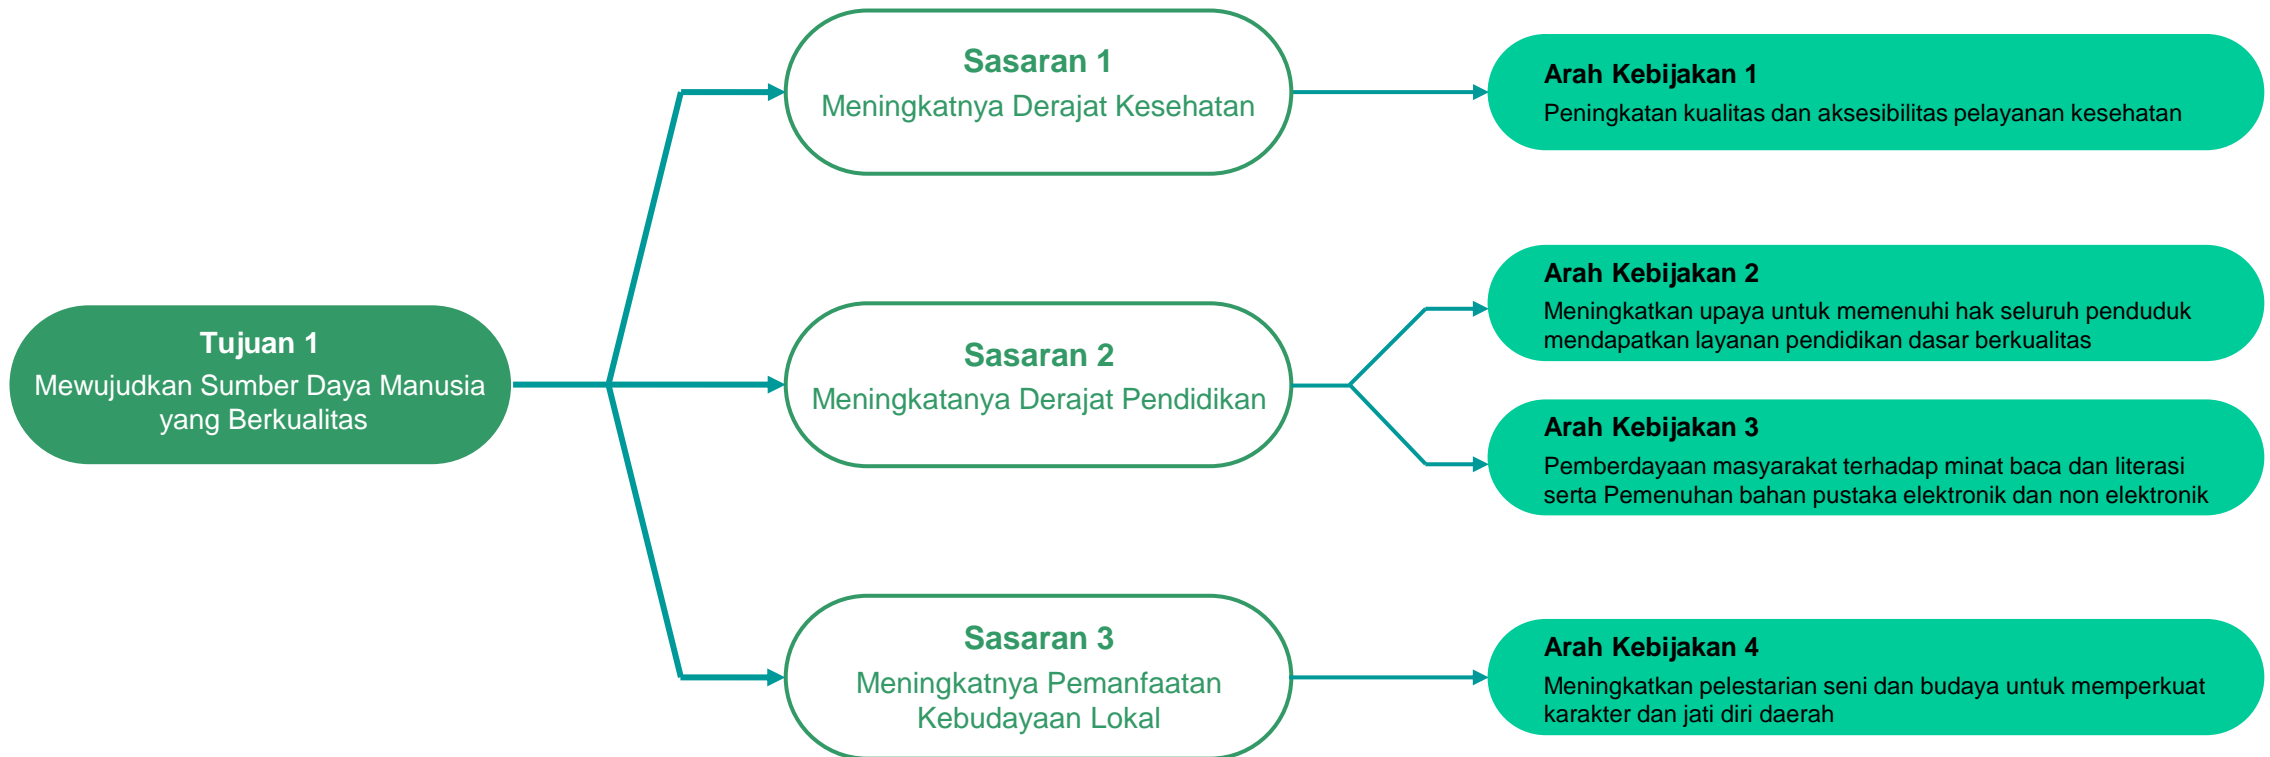 Tujuan 1
Mewujudkan Sumber Daya Manusia
yang Berkualitas
Sasaran 1
Meningkatnya Derajat Kesehatan
Arah Kebijakan 1
Peningkatan kualitas dan aksesibilitas pelayanan kesehatan
Sasaran 2
Meningkatanya Derajat Pendidikan
Arah Kebijakan 2
Meningkatkan upaya untuk memenuhi hak seluruh penduduk
mendapatkan layanan pendidikan dasar berkualitas
Arah Kebijakan 3
Pemberdayaan masyarakat terhadap minat baca dan literasi
serta Pemenuhan bahan pustaka elektronik dan non elektronik
Sasaran 3
Meningkatnya Pemanfaatan
Kebudayaan Lokal
Arah Kebijakan 4
Meningkatkan pelestarian seni dan budaya untuk memperkuat
karakter dan jati diri daerah